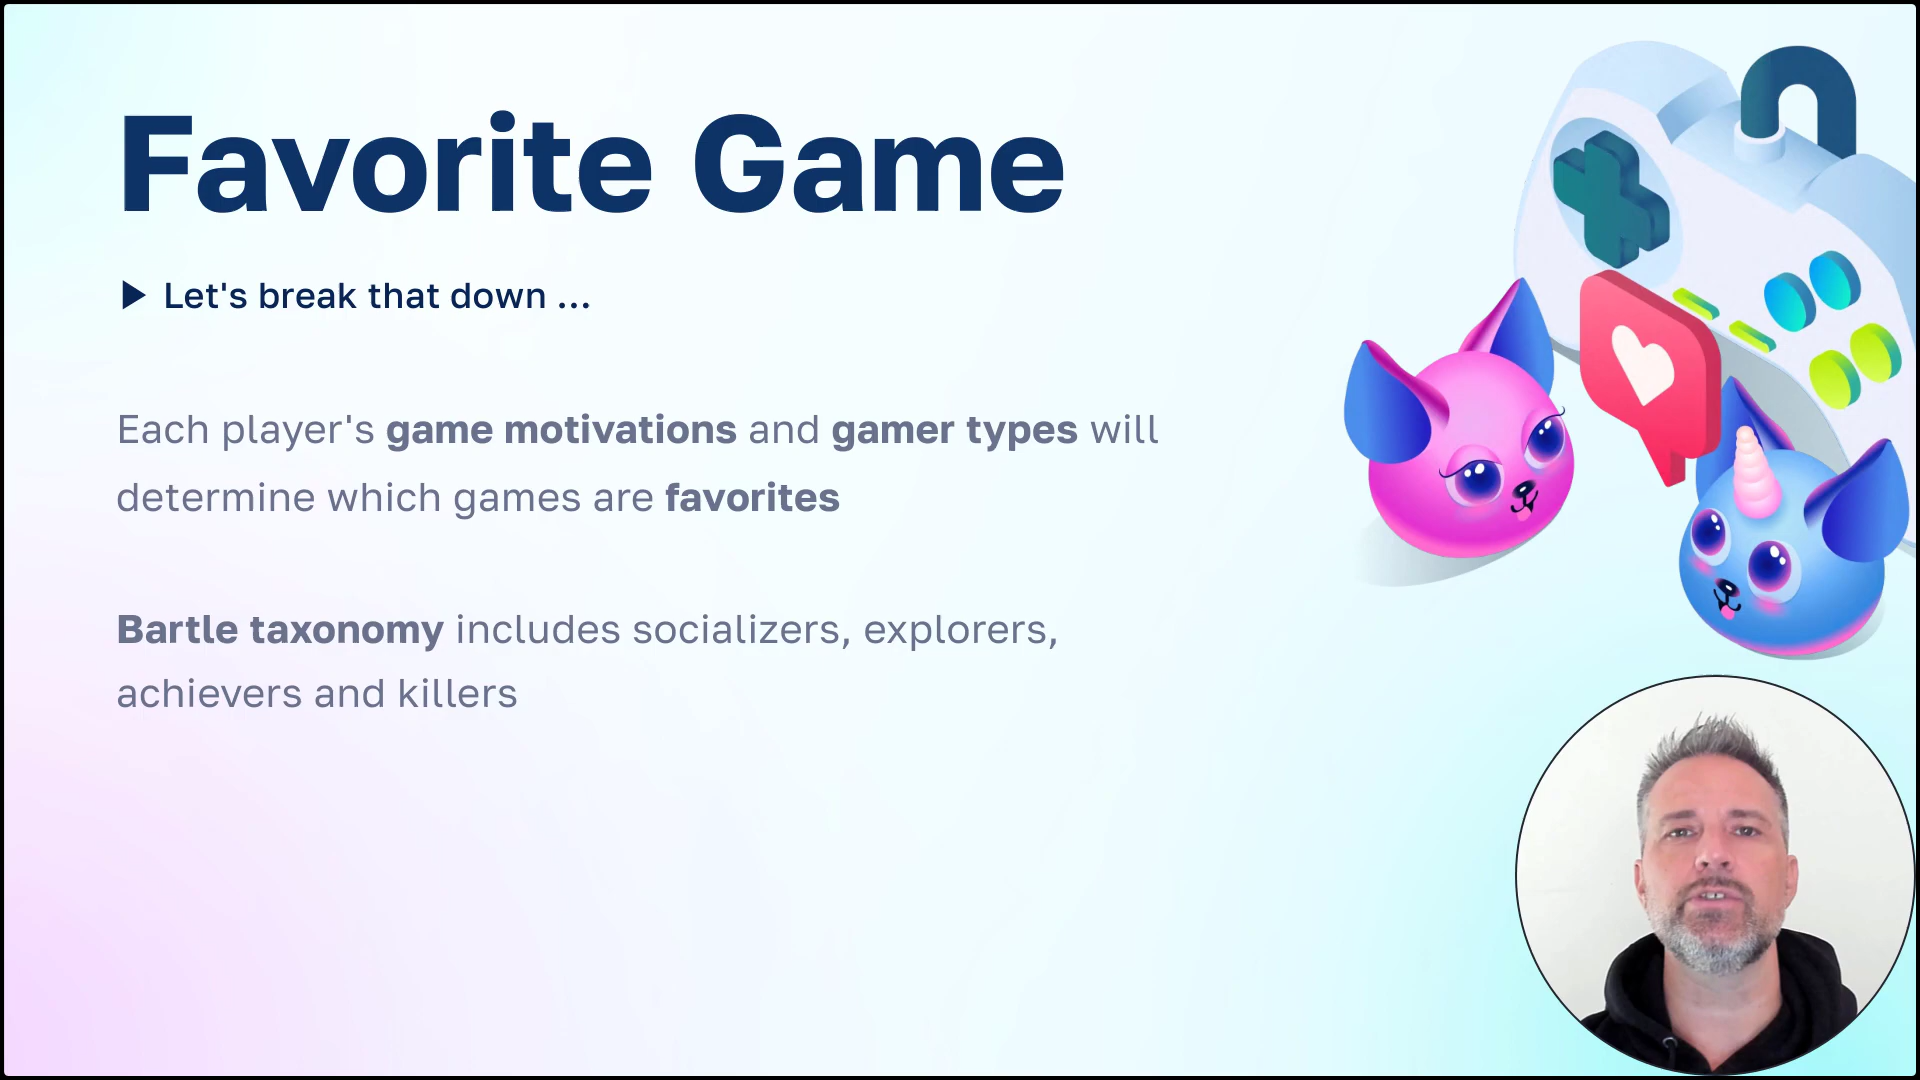 Favorite Game
▶ Let's break that down ...
Each player's game motivations and gamer types will
determine which games are favorites
Bartle taxonomy includes socializers, explorers,
achievers and killers